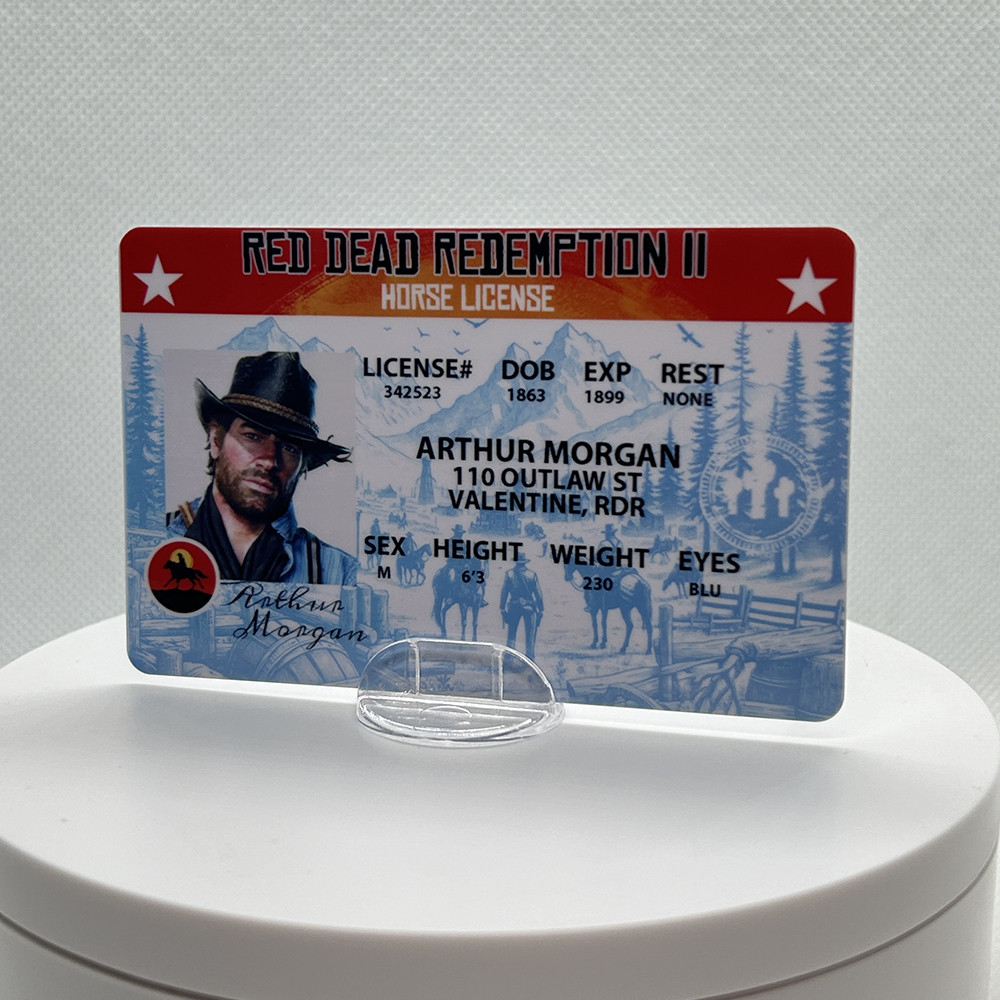 RED DEAD REDEMPTION II
HORSE LICENSE
LICENSE# DOB EXP REST
342523 1863 1899 NONE
ARTHUR MORGAN
110 OUTLAW ST
VALENTINE, RDR
SEX HEIGHT WEIGHT EYES
M 6'3 230 BLU
Arthur
Morgan